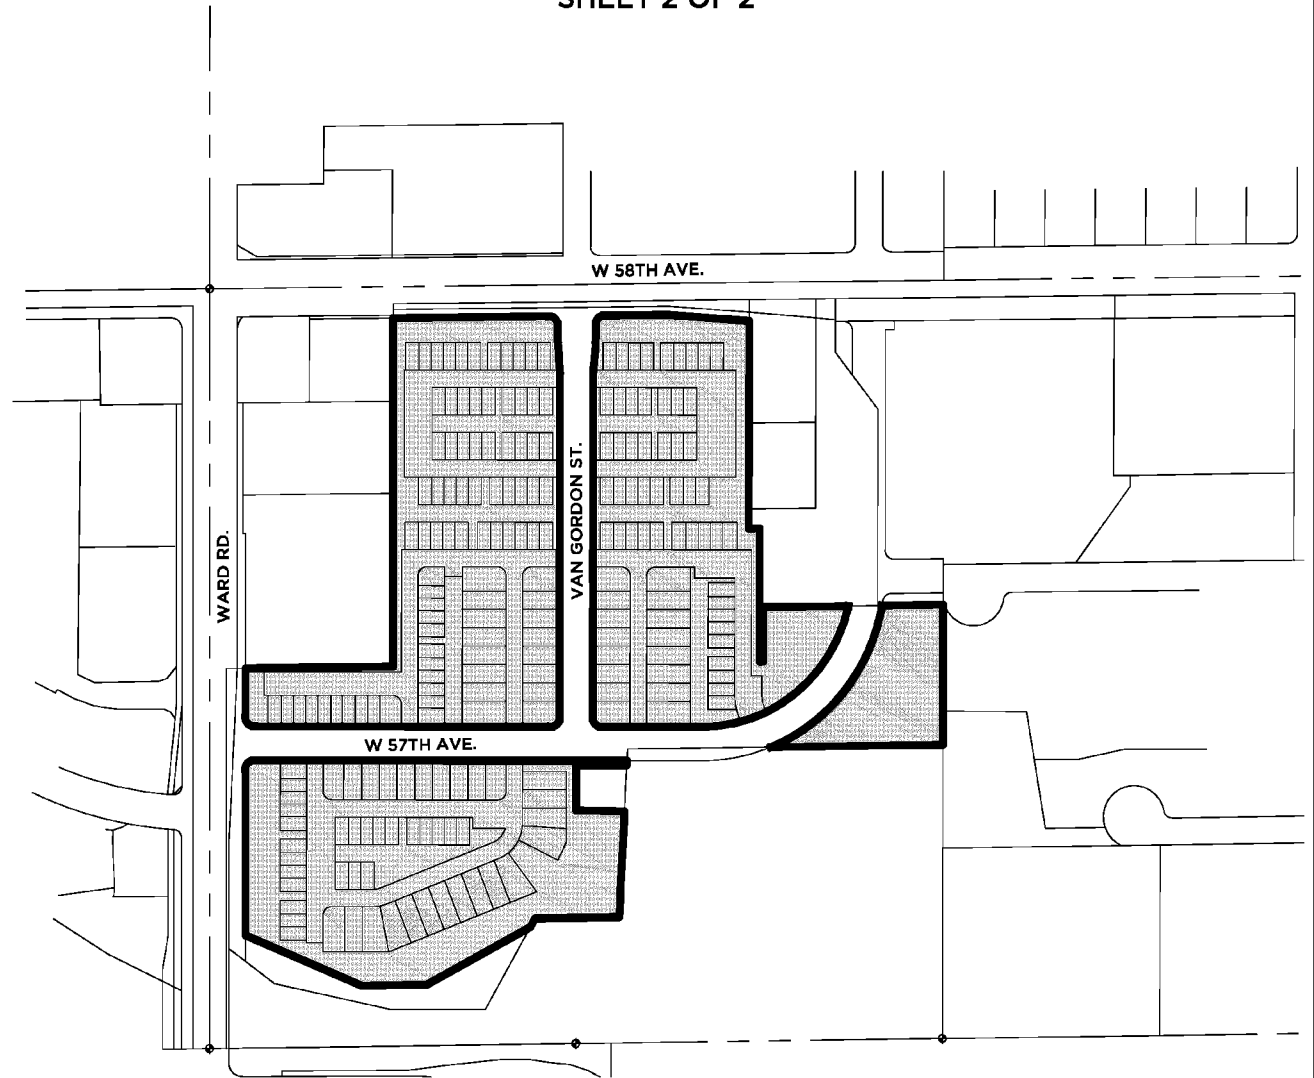 SHEET 2 OF 2
W 58TH AVE.
VAN GORDON ST.
WARD RD.
W 57TH AVE.